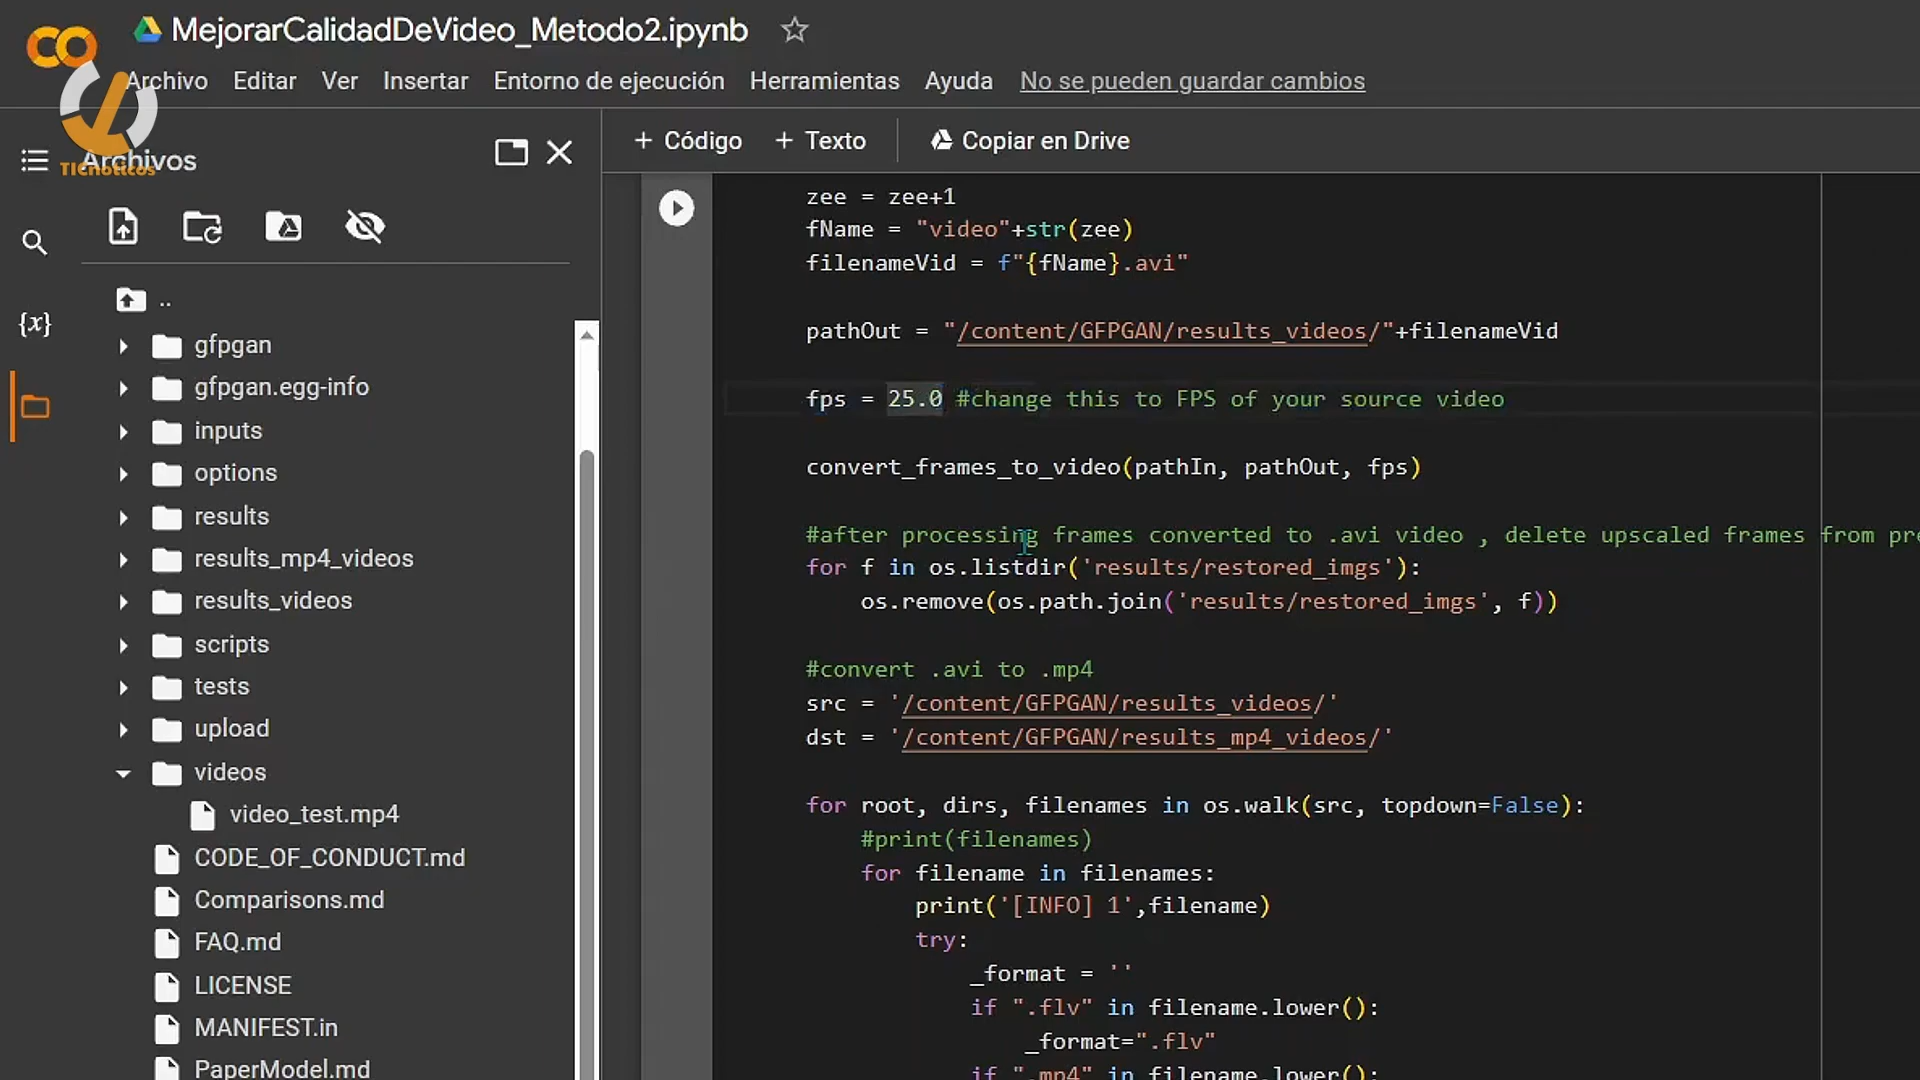 MejorarCalidadDeVideo_Metodo2.ipynb
Archivo Editar Ver Insertar Entorno de ejecución Herramientas Ayuda No se pueden guardar cambios
TICnoticos
Archivos
+ Código + Texto Copiar en Drive
..
{x}
gfpgan
gfpgan.egg-info
inputs
options
results
results_mp4_videos
results_videos
scripts
tests
upload
videos
video_test.mp4
CODE_OF_CONDUCT.md
Comparisons.md
FAQ.md
LICENSE
MANIFEST.in
PaperModel.md
zee = zee+1
fName = "video"+str(zee)
filenameVid = f"{fName}.avi"
pathOut = "/content/GFPGAN/results_videos/"+filenameVid
fps = 25.0 #change this to FPS of your source video
convert_frames_to_video(pathIn, pathOut, fps)
#after processing frames converted to .avi video , delete upscaled frames from pre
for f in os.listdir('results/restored_imgs'):
os.remove(os.path.join('results/restored_imgs', f))
#convert .avi to .mp4
src = '/content/GFPGAN/results_videos/'
dst = '/content/GFPGAN/results_mp4_videos/'
for root, dirs, filenames in os.walk(src, topdown=False):
#print(filenames)
for filename in filenames:
print('[INFO] 1',filename)
try:
_format = ''
if ".flv" in filename.lower():
_format=".flv"
if ".mp4" in filename.lower():